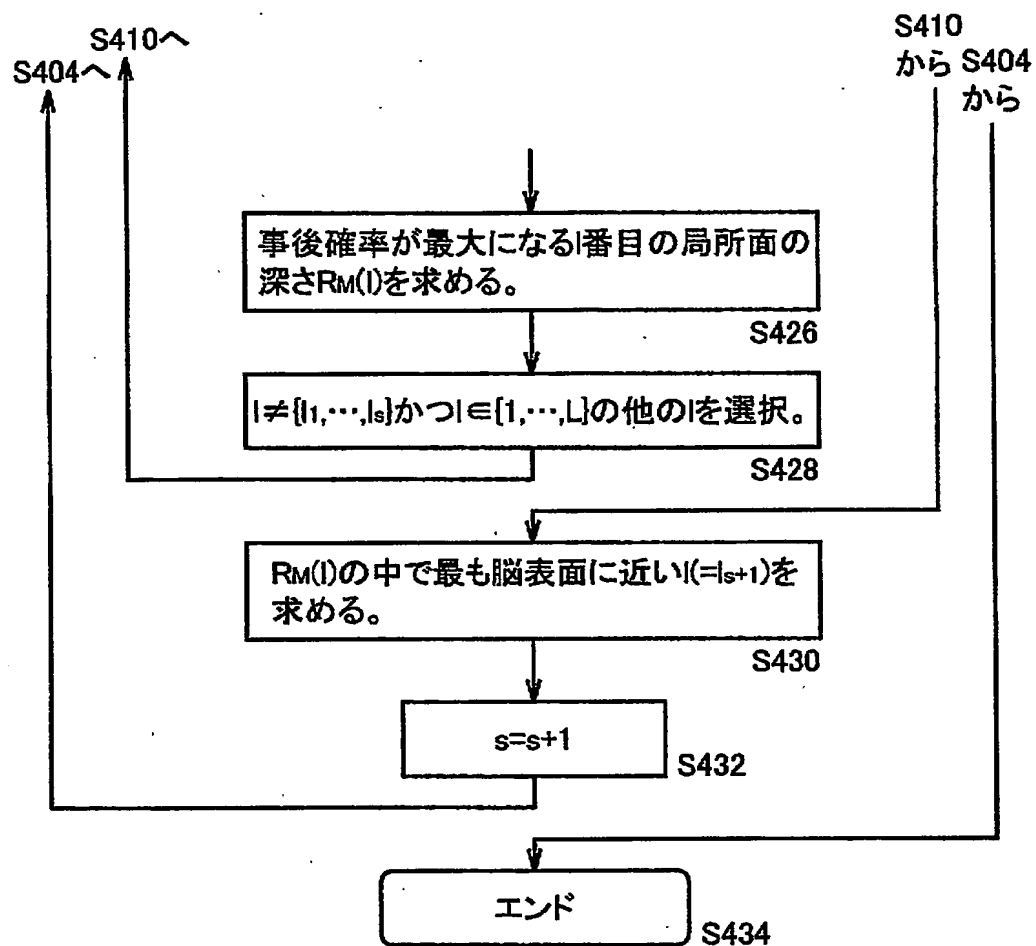 S410へ
S404へ
S410
から
S404
から
事後確率が最大になるl番目の局所面の
深さRM(l)を求める。
S426
l≠{l1,…,ls}かつl∈{1,…,L}の他のlを選択。
S428
RM(l)の中で最も脳表面に近いl(=ls+1)を
求める。
S430
s=s+1
S432
エンド
S434